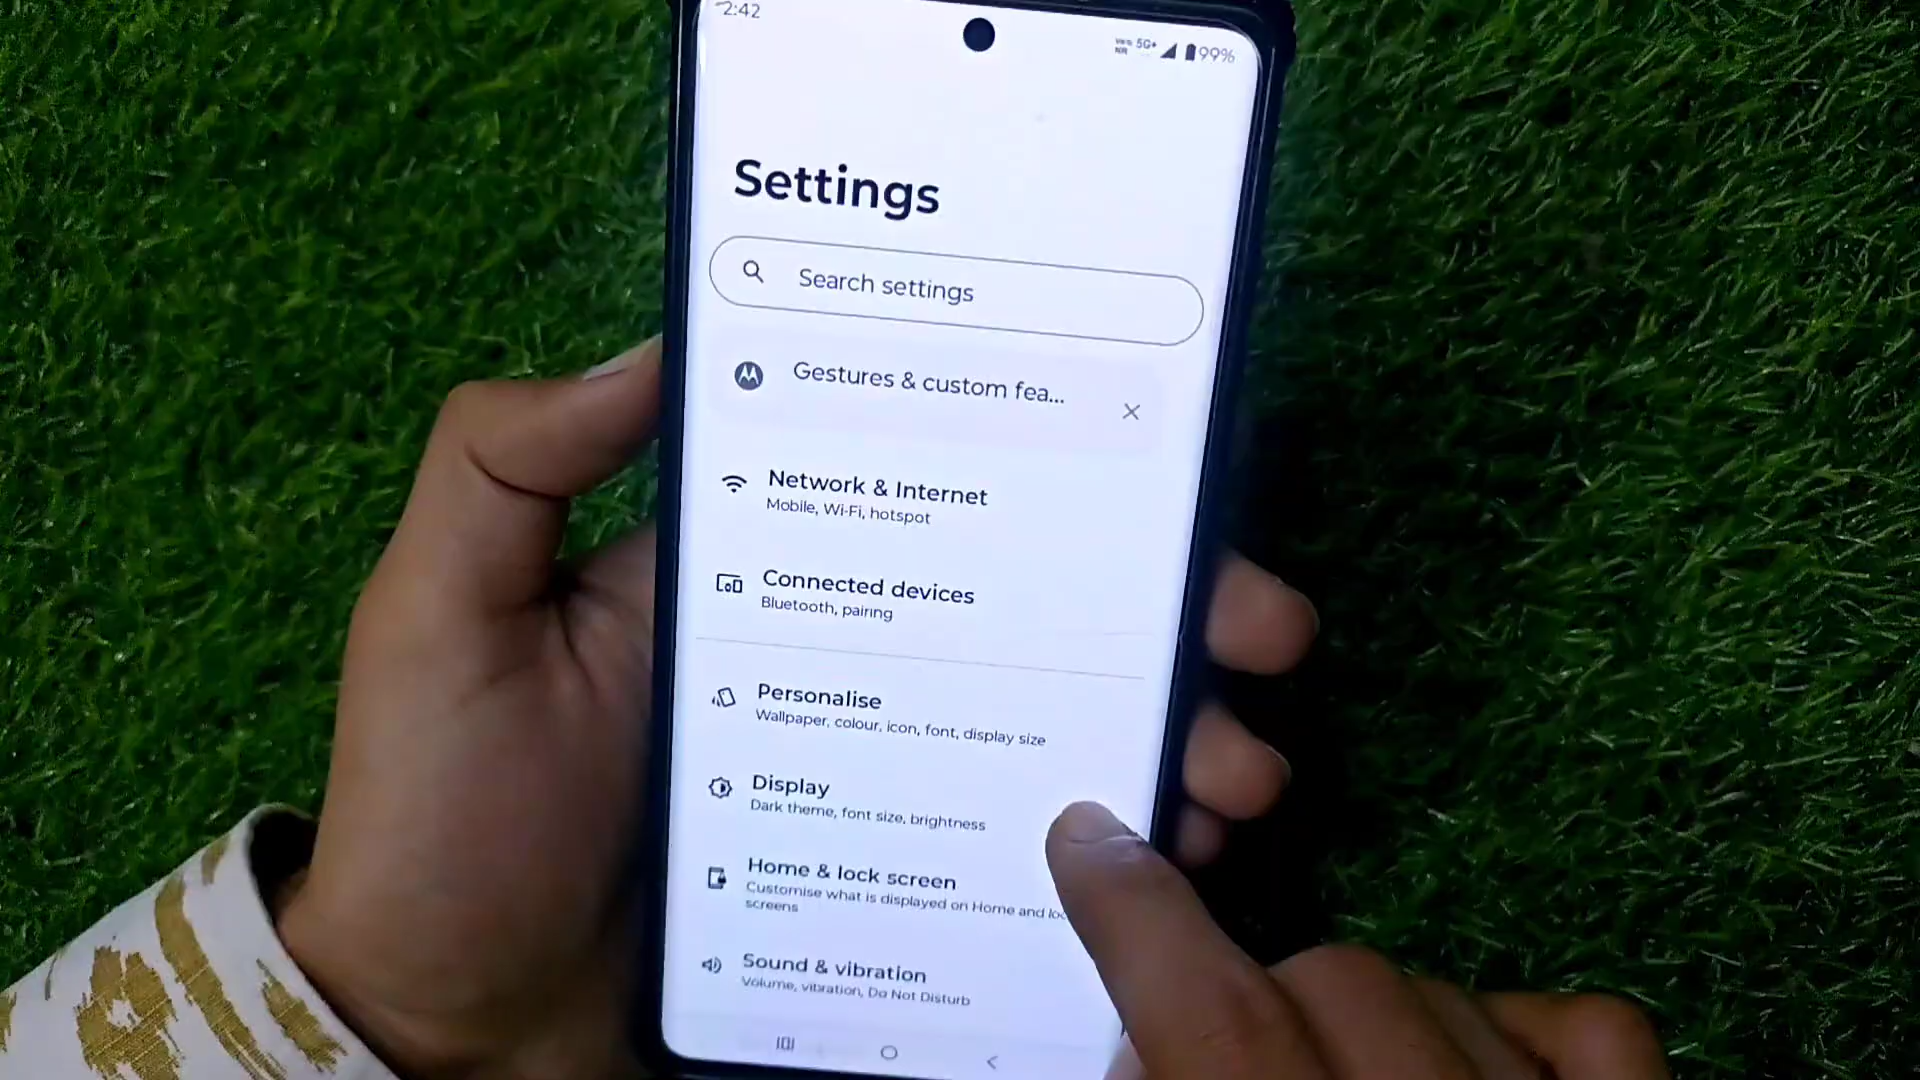 2:42
5G+ 99%
Settings
Search settings
Gestures & custom fea...
Network & Internet
Mobile, Wi-Fi, hotspot
Connected devices
Bluetooth, pairing
Personalise
Wallpaper, colour, icon, font, display size
Display
Dark theme, font size, brightness
Home & lock screen
Customise what is displayed on Home and loc
screens
Sound & vibration
Volume, vibration, Do Not Disturb